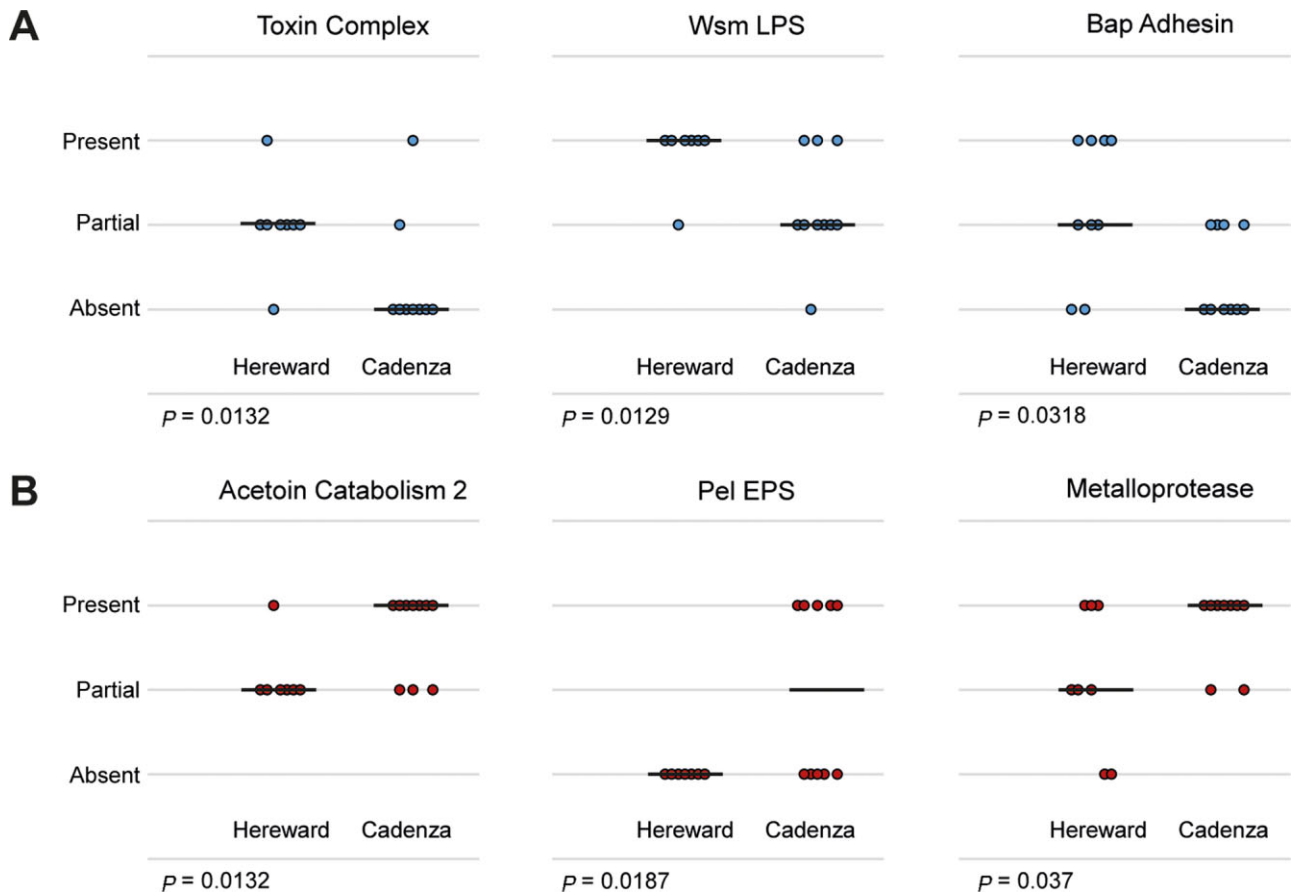 A
Toxin Complex
Wsm LPS
Bap Adhesin
Present
Partial
Absent
Hereward Cadenza
Hereward Cadenza
Hereward Cadenza
P = 0.0132
P = 0.0129
P = 0.0318
B
Acetoin Catabolism 2
Pel EPS
Metalloprotease
Present
Partial
Absent
Hereward Cadenza
Hereward Cadenza
Hereward Cadenza
P = 0.0132
P = 0.0187
P = 0.037